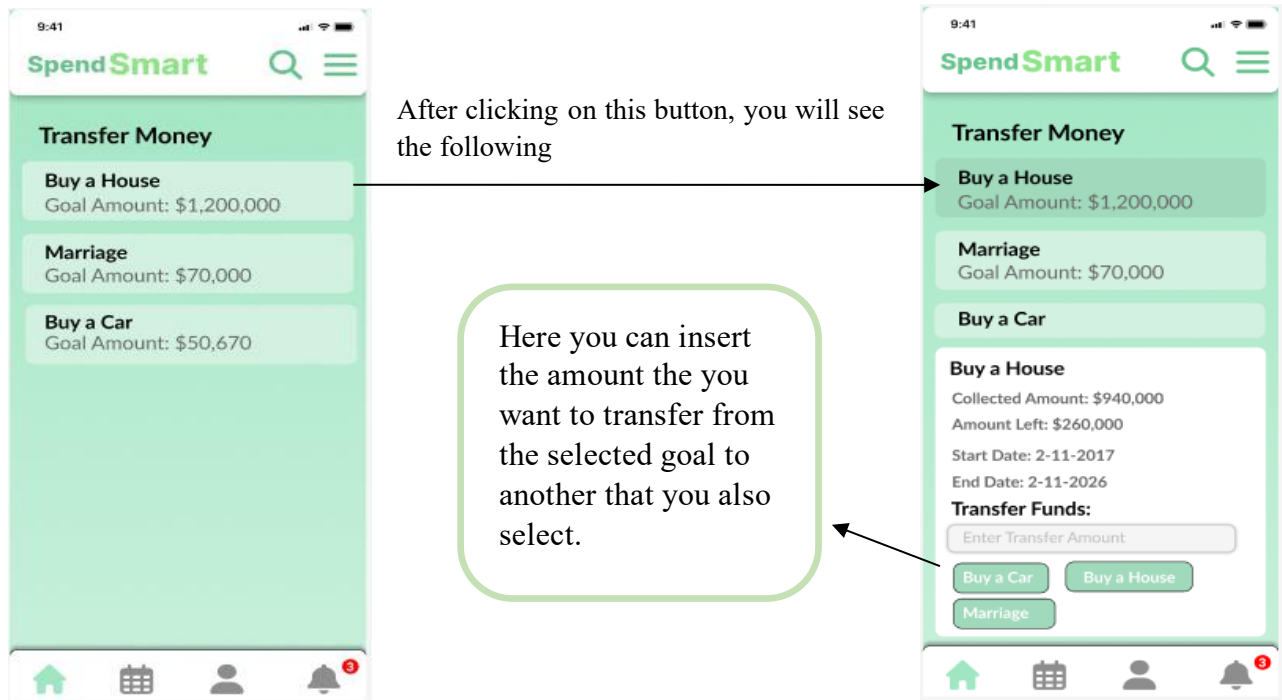 9:41
SpendSmart
Transfer Money
Buy a House
Goal Amount: $1,200,000
Marriage
Goal Amount: $70,000
Buy a Car
Goal Amount: $50,670
3
After clicking on this button, you will see
the following
Here you can insert
the amount the you
want to transfer from
the selected goal to
another that you also
select.
9:41
SpendSmart
Transfer Money
Buy a House
Goal Amount: $1,200,000
Marriage
Goal Amount: $70,000
Buy a Car
Buy a House
Collected Amount: $940,000
Amount Left: $260,000
Start Date: 2-11-2017
End Date: 2-11-2026
Transfer Funds:
Enter Transfer Amount
Buy a Car Buy a House
Marriage
3